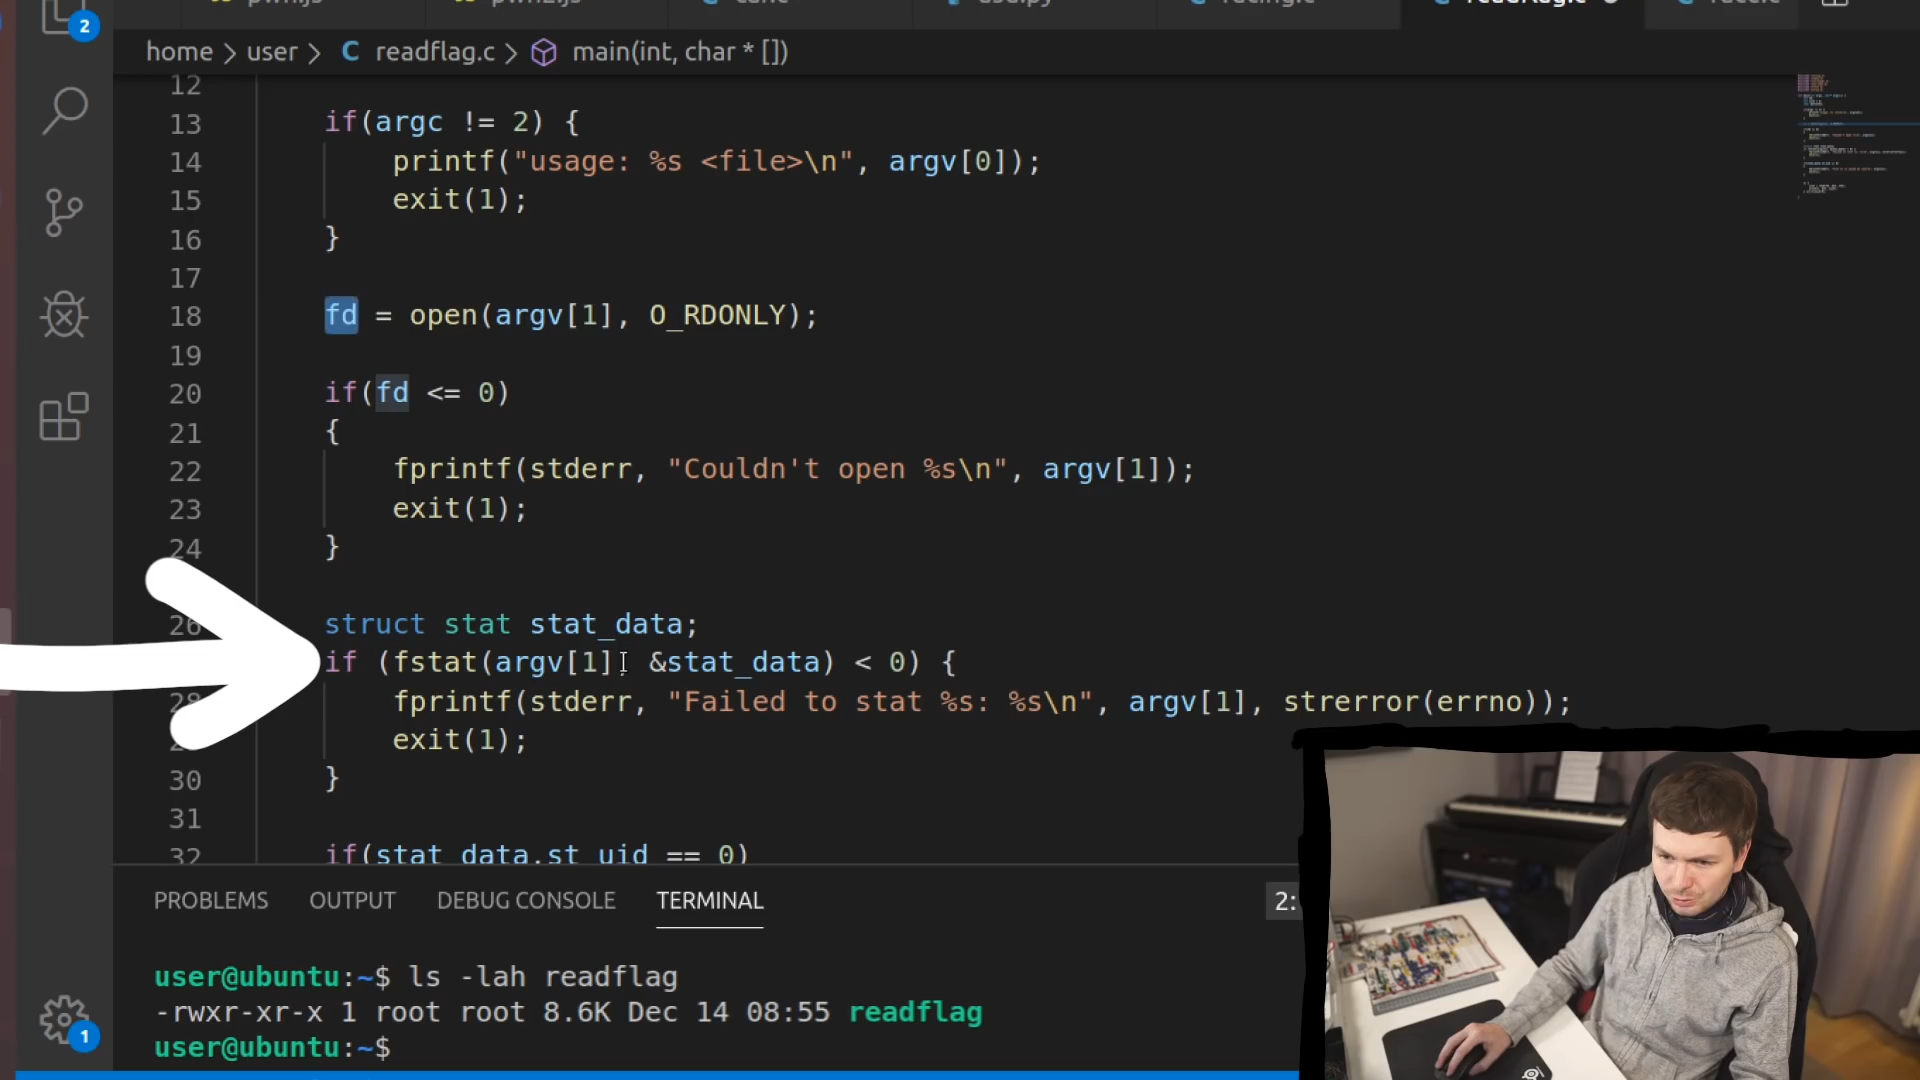 2
home > user > C readflag.c > main(int, char * [])
12
13 if(argc != 2) {
14 printf("usage: %s <file>\n", argv[0]);
15 exit(1);
16 }
17
18 fd = open(argv[1], O_RDONLY);
19
20 if(fd <= 0)
21 {
22 fprintf(stderr, "Couldn't open %s\n", argv[1]);
23 exit(1);
24 }
26 struct stat stat_data;
if (fstat(argv[1] &stat_data) < 0) {
28 fprintf(stderr, "Failed to stat %s: %s\n", argv[1], strerror(errno));
exit(1);
30 }
31
32 if(stat_data.st_uid == 0)
PROBLEMS OUTPUT DEBUG CONSOLE TERMINAL 2:
user@ubuntu:~$ ls -lah readflag
-rwxr-xr-x 1 root root 8.6K Dec 14 08:55 readflag
user@ubuntu:~$
1